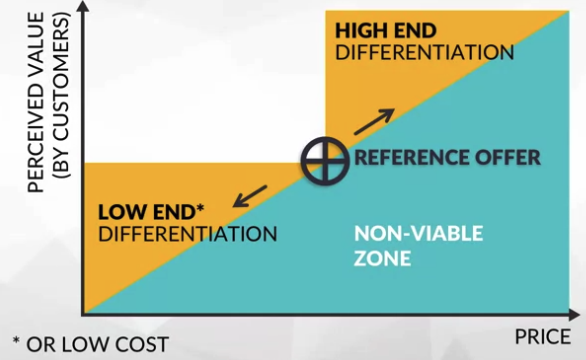 PERCEIVED VALUE
(BY CUSTOMERS)
HIGH END
DIFFERENTIATION
REFERENCE OFFER
LOW END*
DIFFERENTIATION
NON-VIABLE
ZONE
* OR LOW COST
PRICE